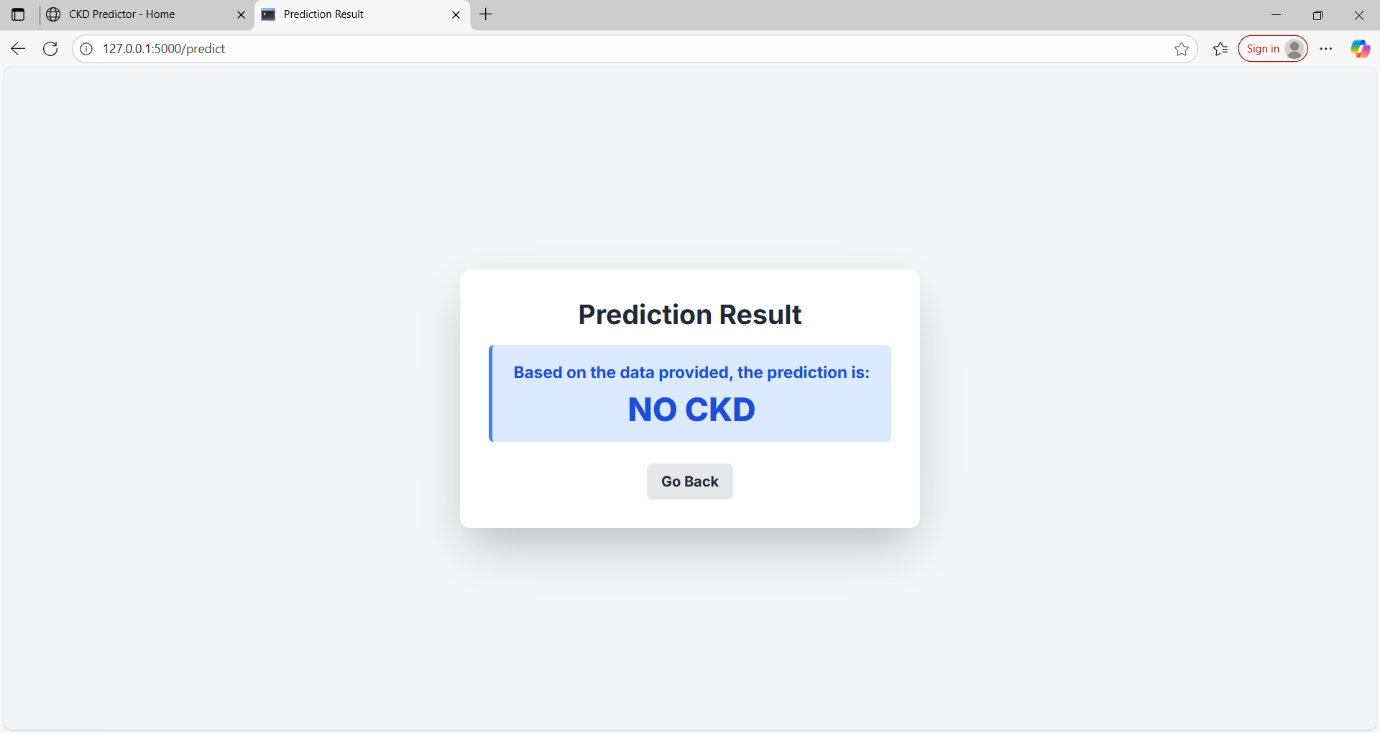 CKD Predictor - Home
Prediction Result
127.0.0.1:5000/predict
Sign in
Prediction Result
Based on the data provided, the prediction is:
NO CKD
Go Back